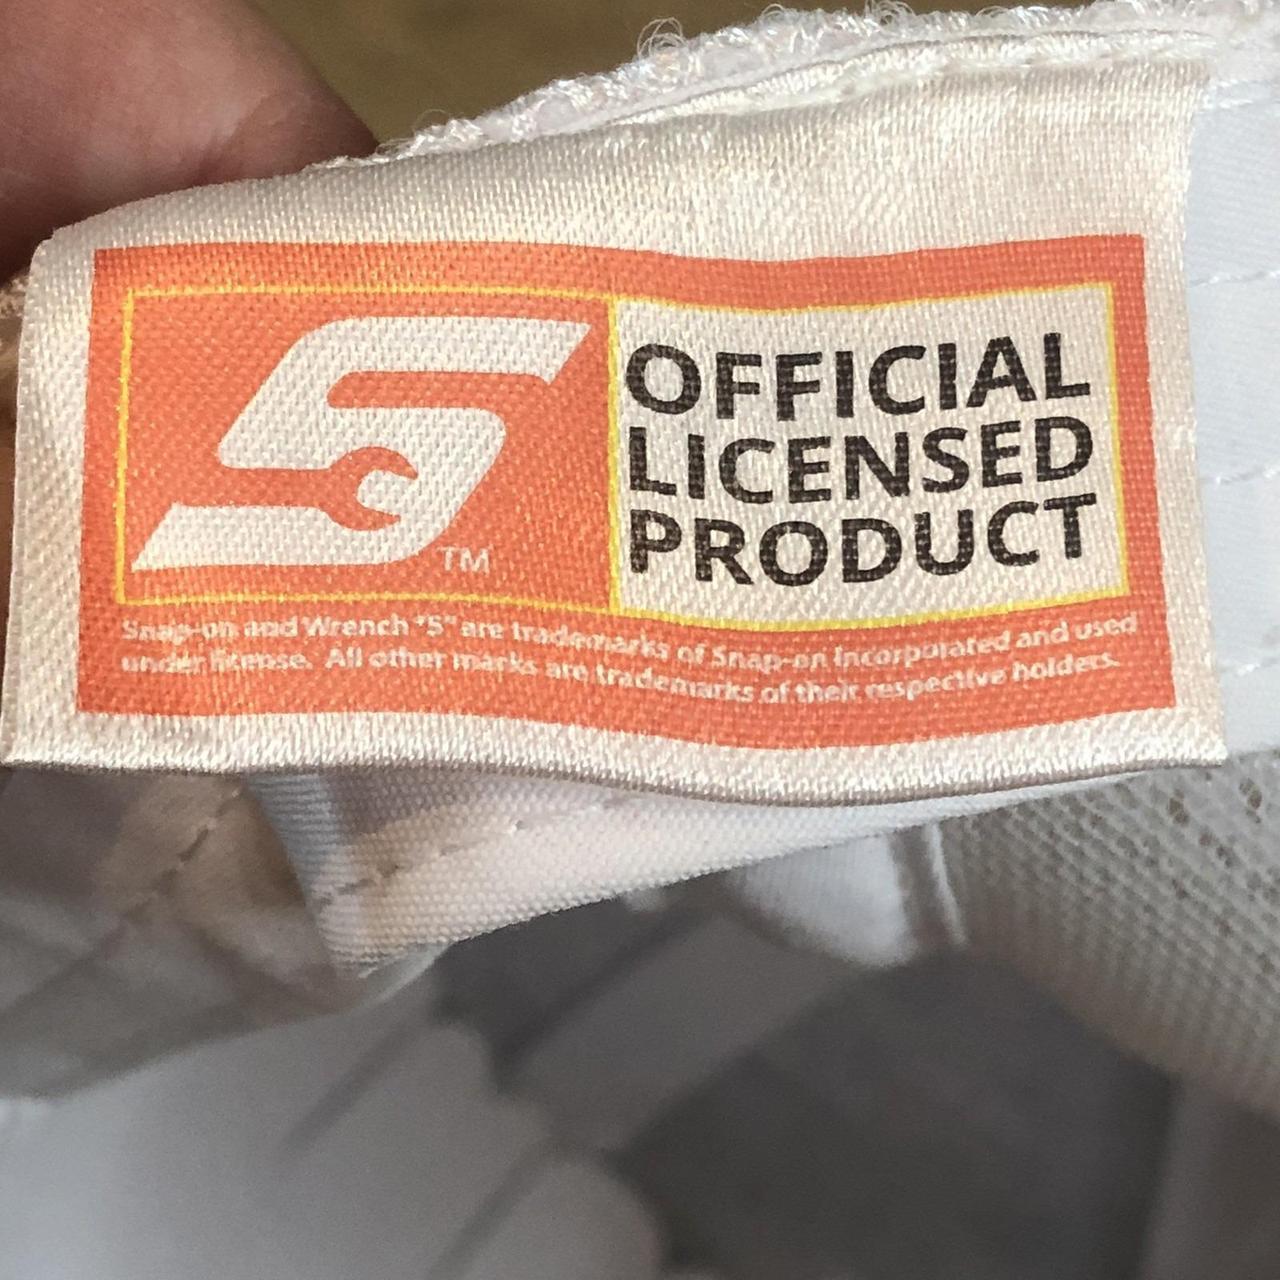 S
TM
OFFICIAL
LICENSED
PRODUCT
Snap-on and Wrench "S" are trademarks of Snap-on Incorporated and used
under license. All other marks are trademarks of their respective holders.